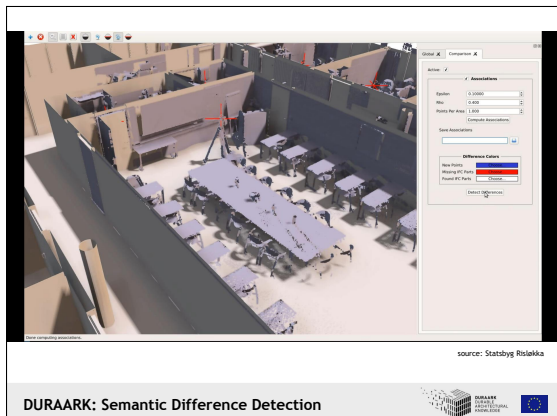 Global
Comparison
Active:
Associations
Epsilon
0.10000
Rho
0.400
Points Per Area
1.000
Compute Associations
Save Associations
Difference Colors
New Points
Missing IFC Parts
Found IFC Parts
Choose...
Detect Differences
Done computing associations.
source: Statsbyg Risløkka
DURAARK: Semantic Difference Detection
DURAARK
DURABLE
ARCHITECTURAL
KNOWLEDGE